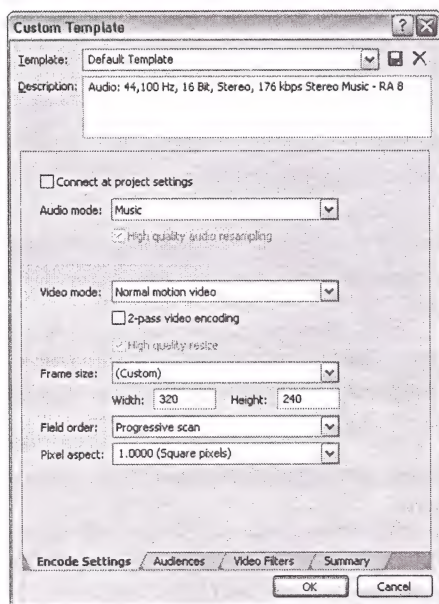 Custom Template
Template: Default Template
Description: Audio: 44,100 Hz, 16 Bit, Stereo, 176 kbps Stereo Music - RA 8
Connect at project settings
Audio mode: Music
High quality audio resampling
Video mode: Normal motion video
2-pass video encoding
High quality resize
Frame size: (Custom)
Width: 320 Height: 240
Field order: Progressive scan
Pixel aspect: 1.0000 (Square pixels)
Encode Settings Audiences Video Filters Summary
OK Cancel